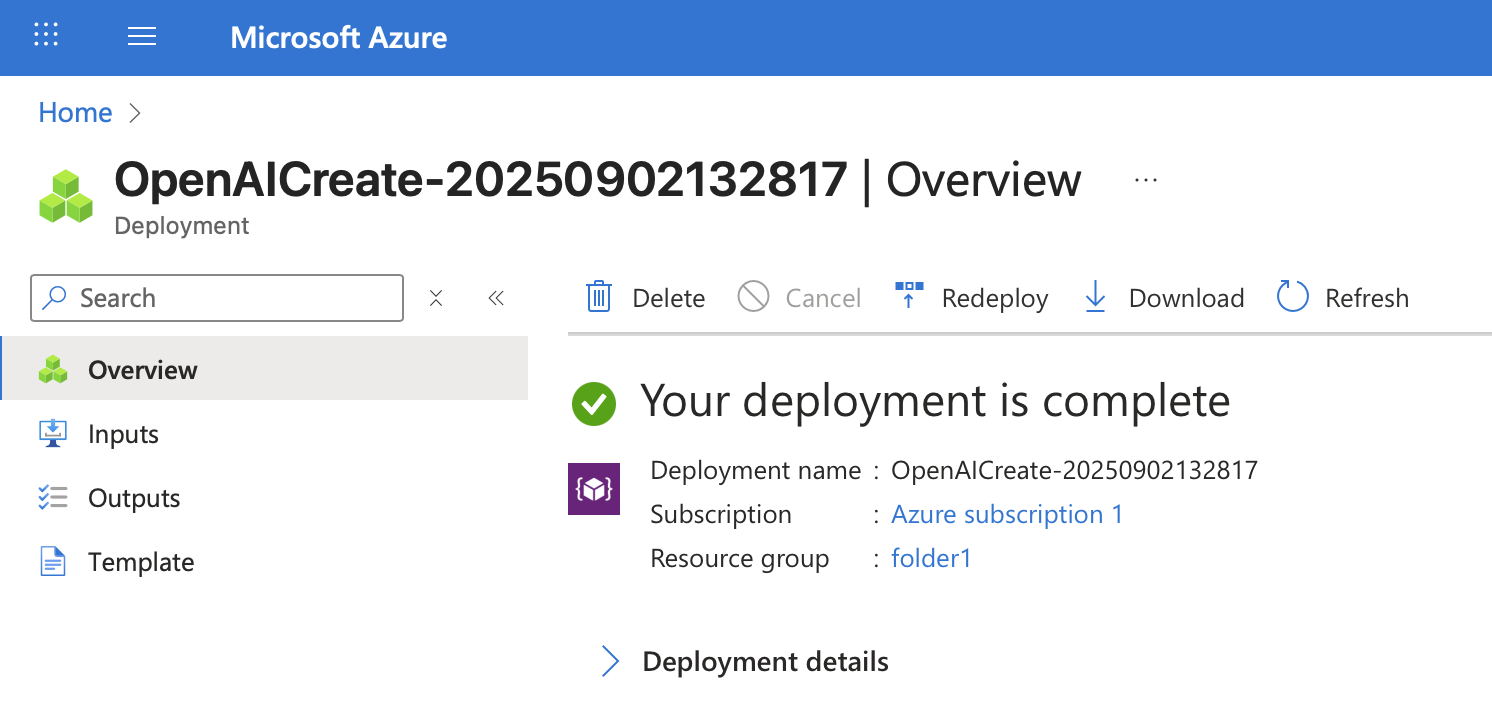 Microsoft Azure
Home
OpenAICreate-20250902132817 | Overview ...
Deployment
Search
Delete Cancel Redeploy Download Refresh
Overview
Inputs
Outputs
Template
Your deployment is complete
Deployment name : OpenAICreate-20250902132817
Subscription : Azure subscription 1
Resource group : folder1
Deployment details